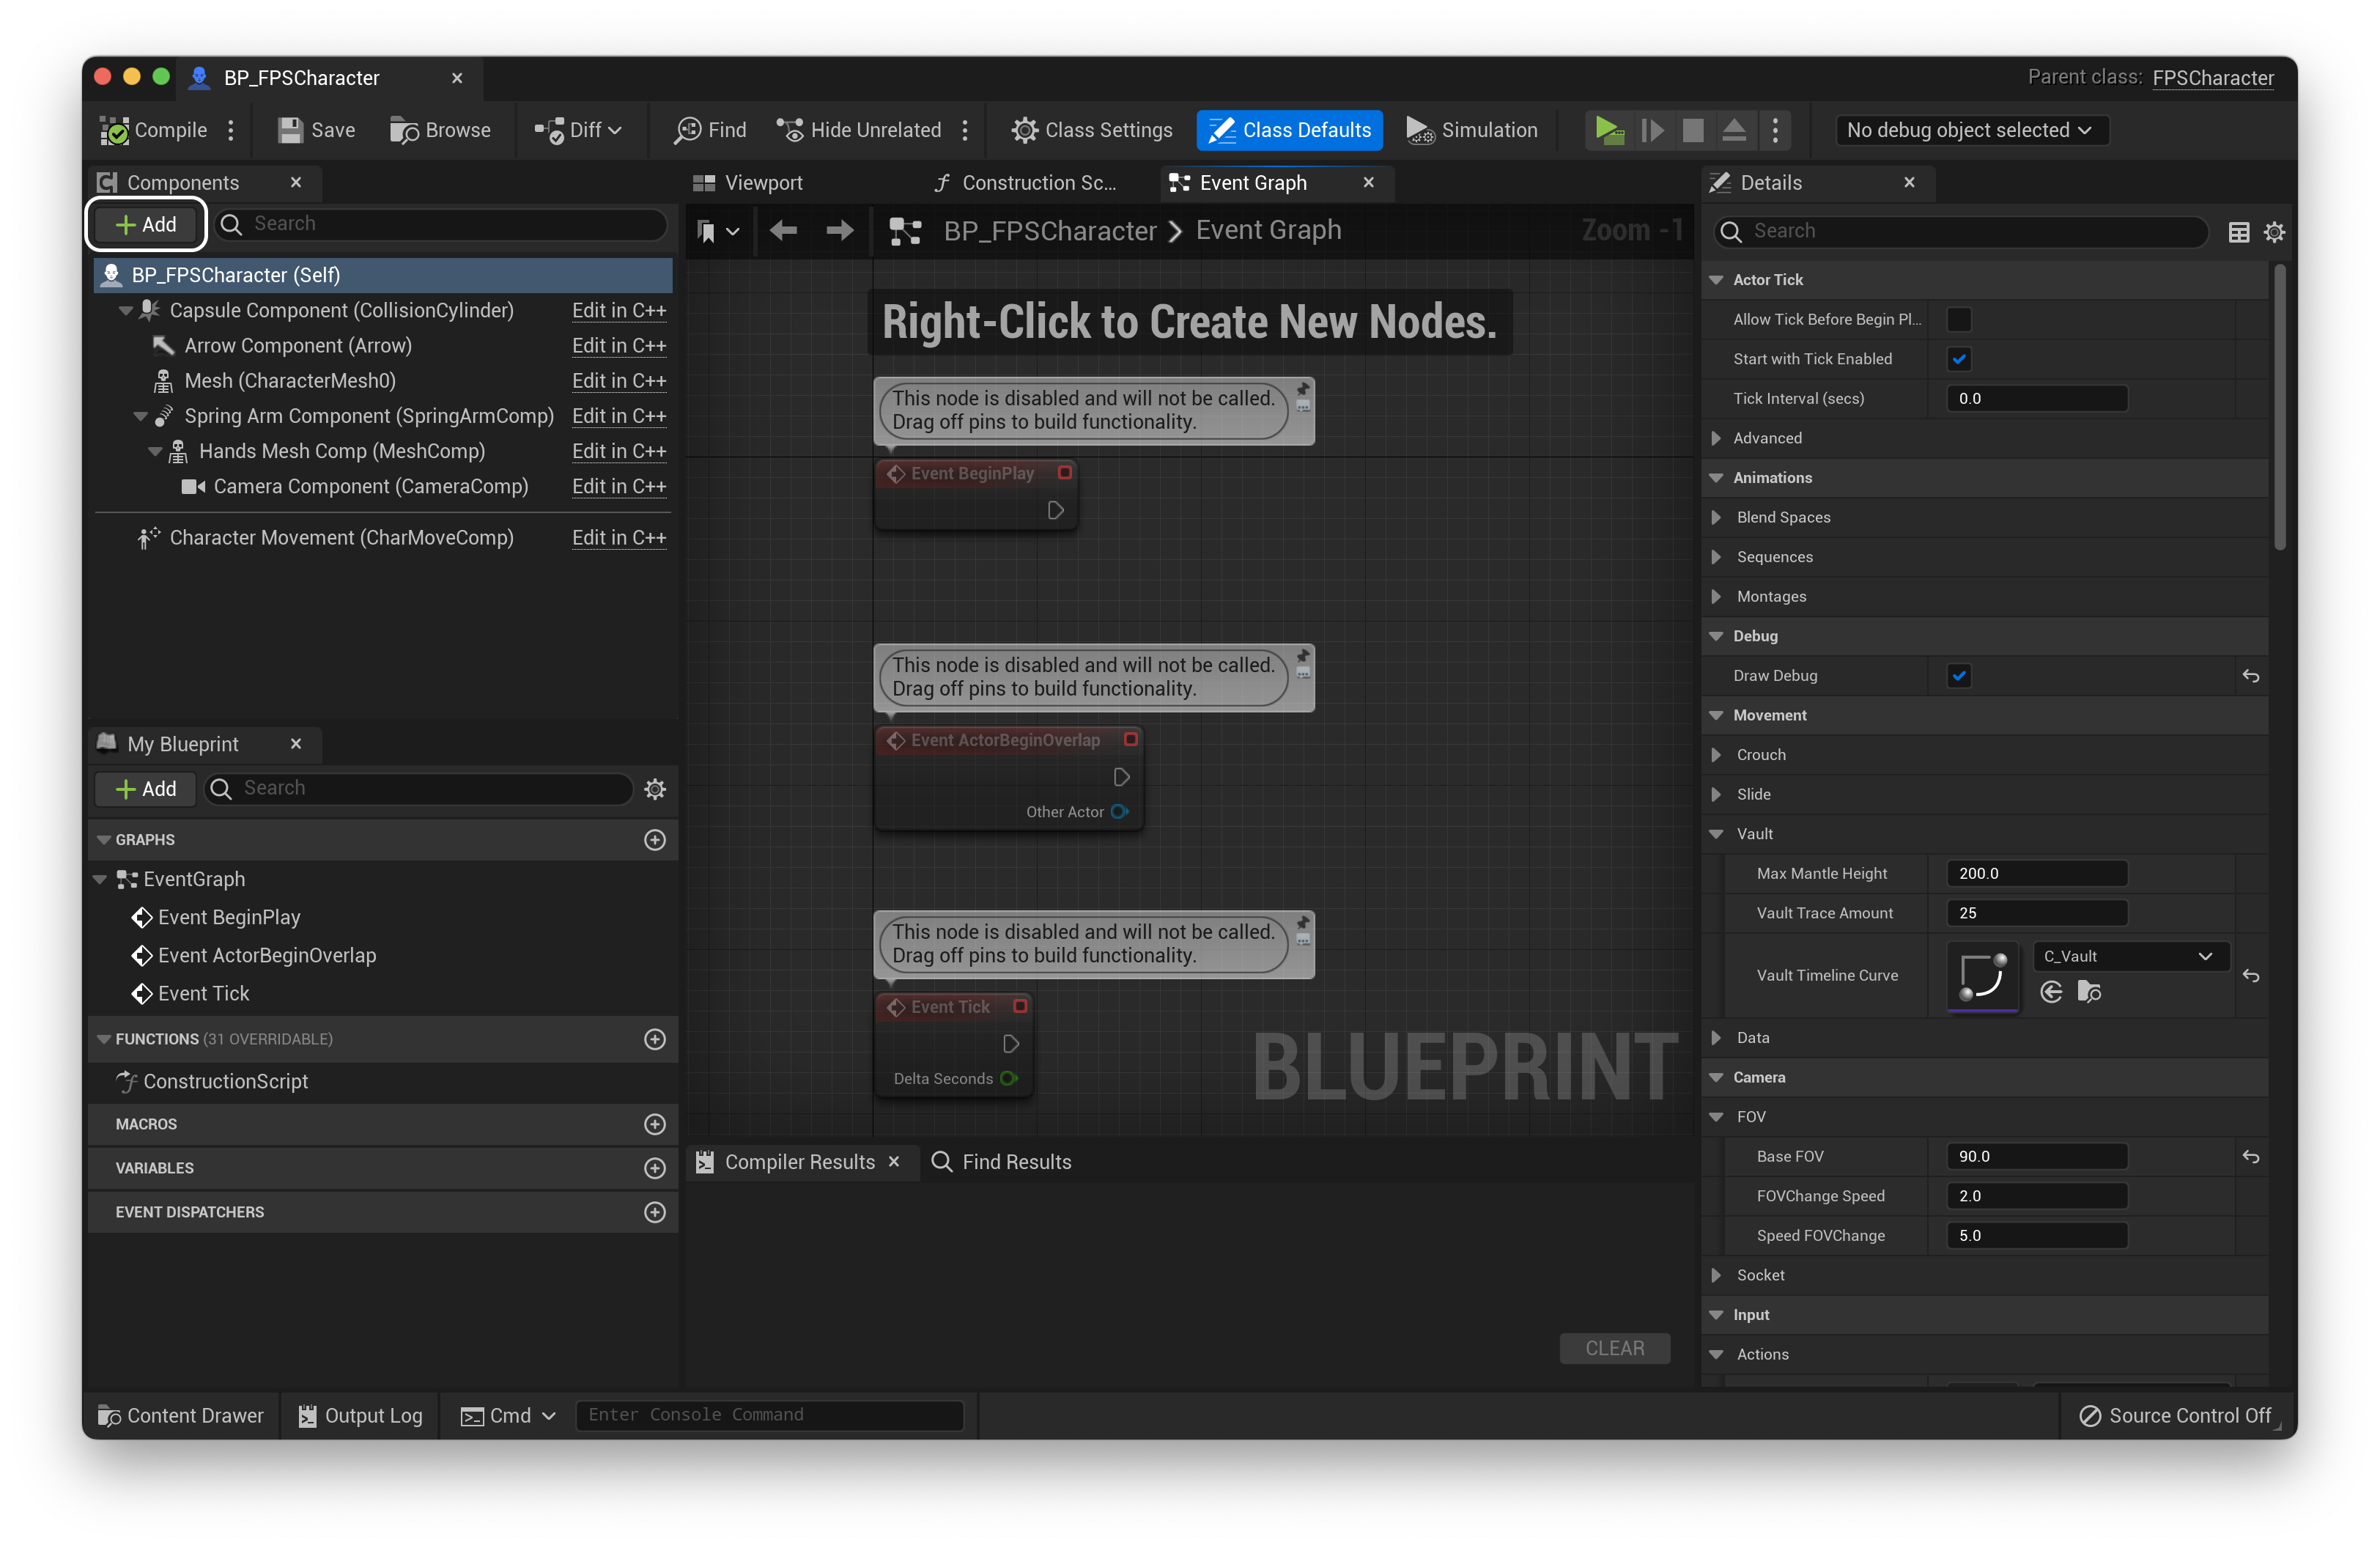 BP_FPSCharacter
Parent class: FPSCharacter
Compile
Save
Browse
Diff
Find
Hide Unrelated
Class Settings
Class Defaults
Simulation
No debug object selected
Components
Add
Search
BP_FPSCharacter (Self)
Capsule Component (CollisionCylinder) Edit in C++
Arrow Component (Arrow) Edit in C++
Mesh (CharacterMesh0) Edit in C++
Spring Arm Component (SpringArmComp) Edit in C++
Hands Mesh Comp (MeshComp) Edit in C++
Camera Component (CameraComp) Edit in C++
Character Movement (CharMoveComp) Edit in C++
My Blueprint
Add
Search
GRAPHS
EventGraph
Event BeginPlay
Event ActorBeginOverlap
Event Tick
FUNCTIONS (31 OVERRIDABLE)
ConstructionScript
MACROS
VARIABLES
EVENT DISPATCHERS
Viewport
Construction Sc...
Event Graph
BP_FPSCharacter > Event Graph
Zoom -1
Right-Click to Create New Nodes.
This node is disabled and will not be called.
Drag off pins to build functionality.
Event BeginPlay
This node is disabled and will not be called.
Drag off pins to build functionality.
Event ActorBeginOverlap
Other Actor
This node is disabled and will not be called.
Drag off pins to build functionality.
Event Tick
Delta Seconds
BLUEPRINT
Compiler Results
Find Results
CLEAR
Details
Search
Actor Tick
Allow Tick Before Begin Pl...
Start with Tick Enabled
Tick Interval (secs) 0.0
Advanced
Animations
Blend Spaces
Sequences
Montages
Debug
Draw Debug
Movement
Crouch
Slide
Vault
Max Mantle Height 200.0
Vault Trace Amount 25
Vault Timeline Curve C_Vault
Data
Camera
FOV
Base FOV 90.0
FOVChange Speed 2.0
Speed FOVChange 5.0
Socket
Input
Actions
Content Drawer
Output Log
Cmd
Enter Console Command
Source Control Off